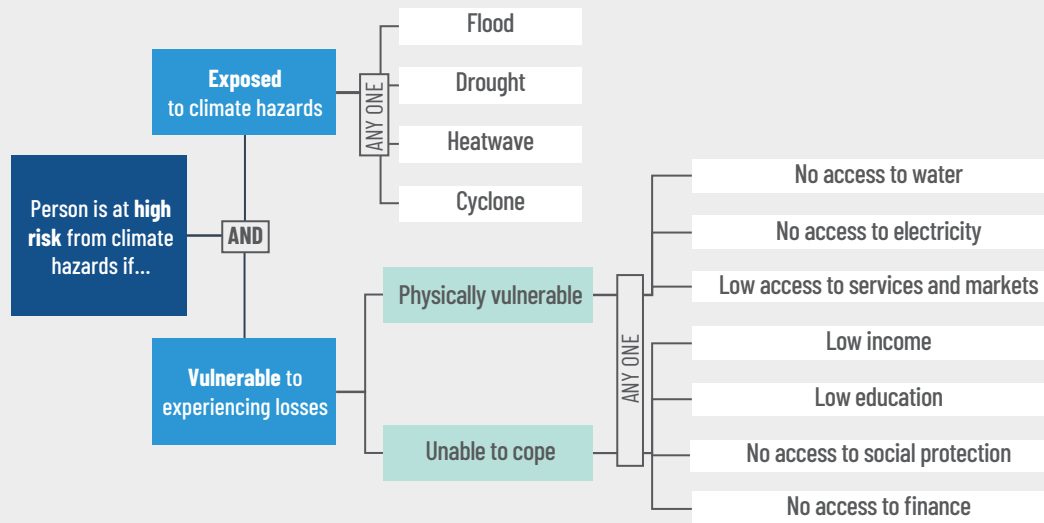 Person is at high
risk from climate
hazards if...
AND
Exposed
to climate hazards
ANY ONE
Flood
Drought
Heatwave
Cyclone
Vulnerable to
experiencing losses
Physically vulnerable
Unable to cope
ANY ONE
No access to water
No access to electricity
Low access to services and markets
Low income
Low education
No access to social protection
No access to finance